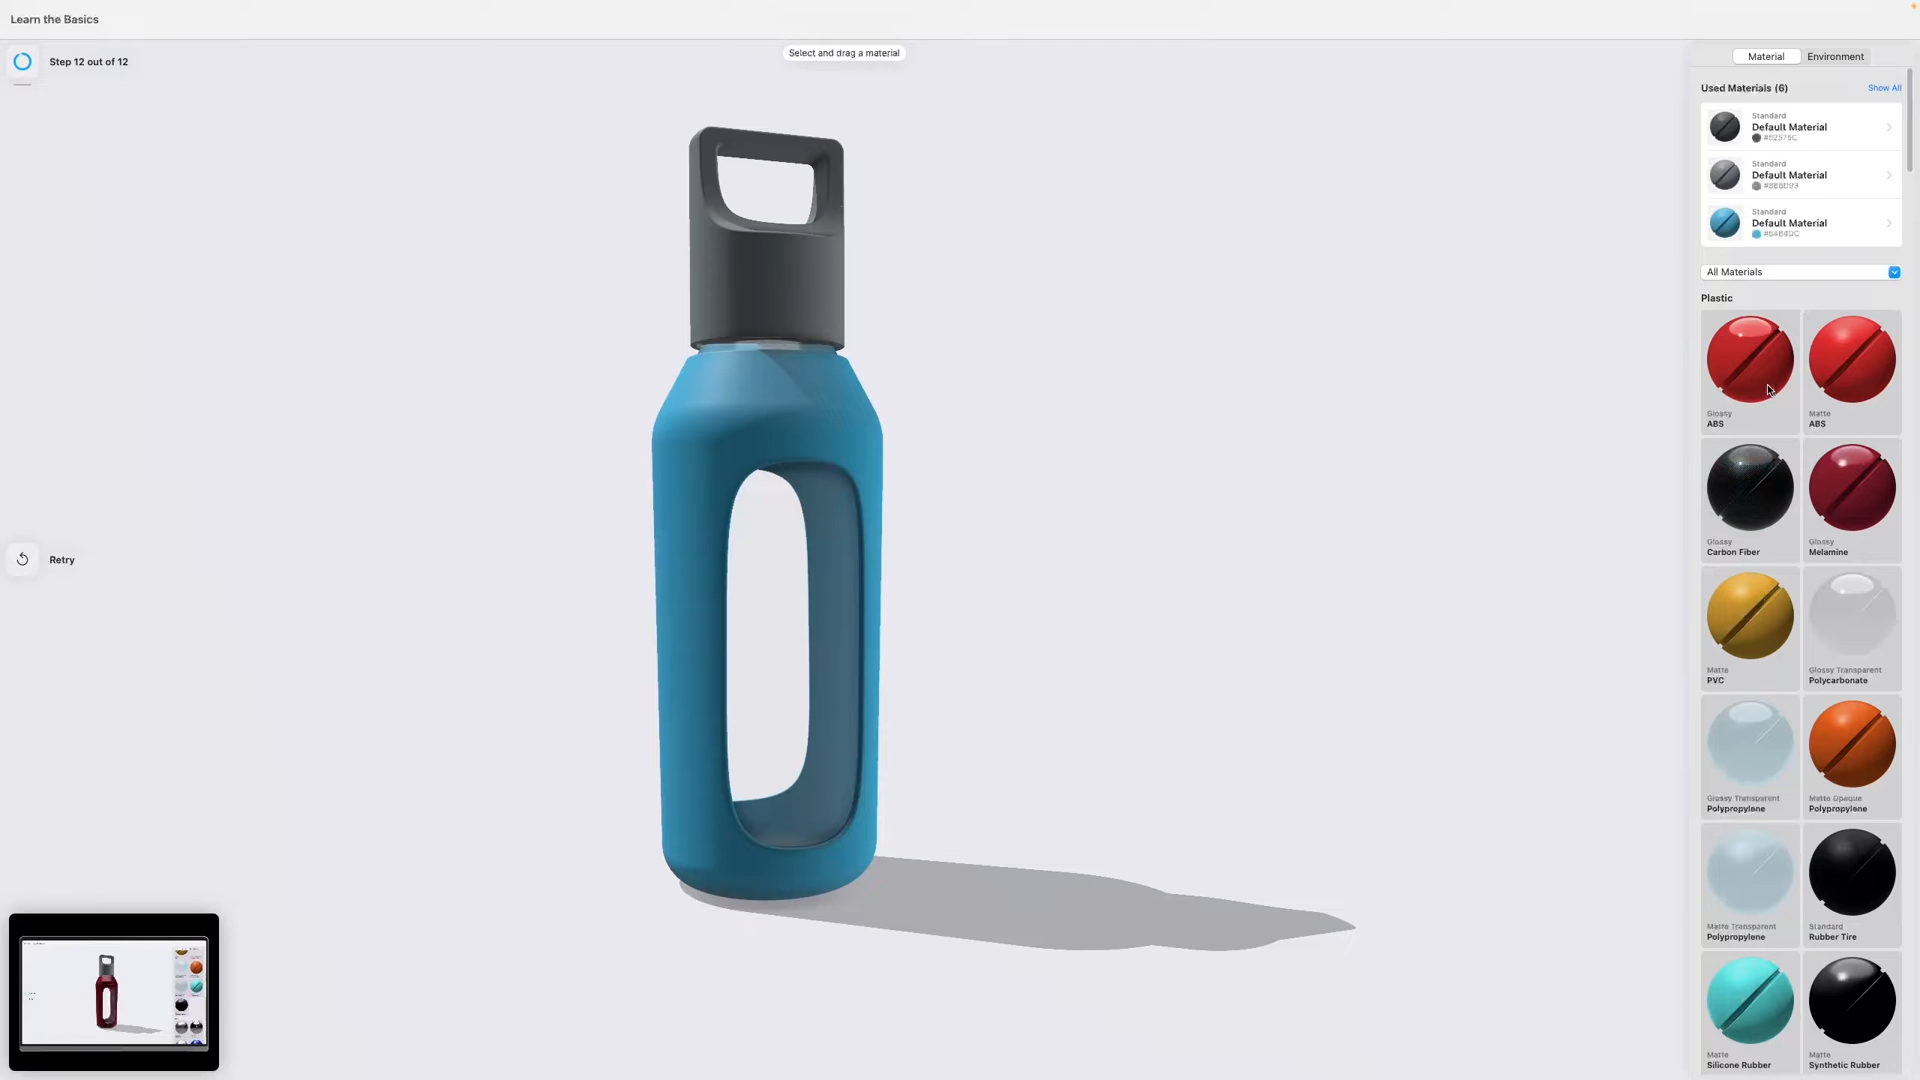 Learn the Basics
Step 12 out of 12
Select and drag a material
Material
Environment
Used Materials (6)
Show All
Standard
Default Material
Standard
Default Material
Standard
Default Material
All Materials
Plastic
Glossy
ABS
Matte
ABS
Glossy
Carbon Fiber
Glossy
Melamine
Retry
Matte
PVC
Glossy Transparent
Polycarbonate
Glossy Transparent
Polypropylene
Matte Opaque
Polypropylene
Matte Transparent
Polypropylene
Standard
Rubber Tire
Matte
Silicone Rubber
Matte
Synthetic Rubber